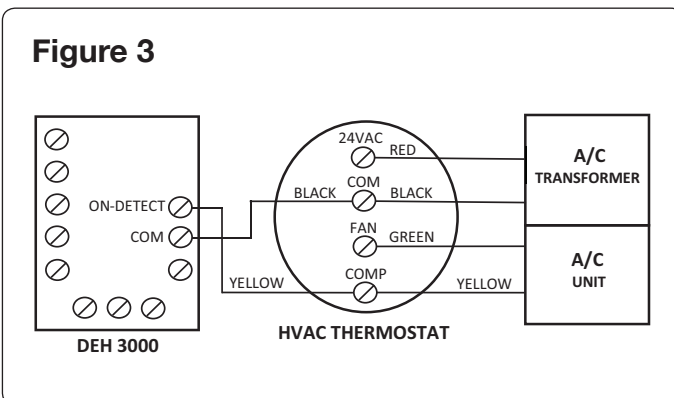 Figure 3
24VAC
RED
A/C
TRANSFORMER
ON-DETECT
BLACK
COM
BLACK
COM
FAN
GREEN
A/C
UNIT
YELLOW
COMP
YELLOW
HVAC THERMOSTAT
DEH 3000